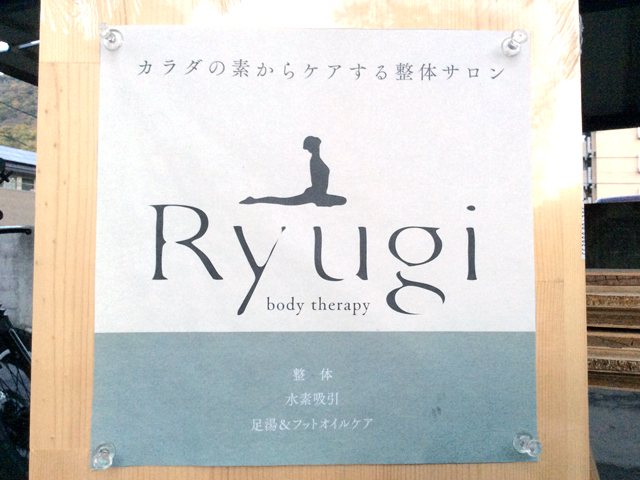 カラダの素からケアする整体サロン
Ryugi
body therapy
整 体
水素吸引
足湯&フットオイルケア